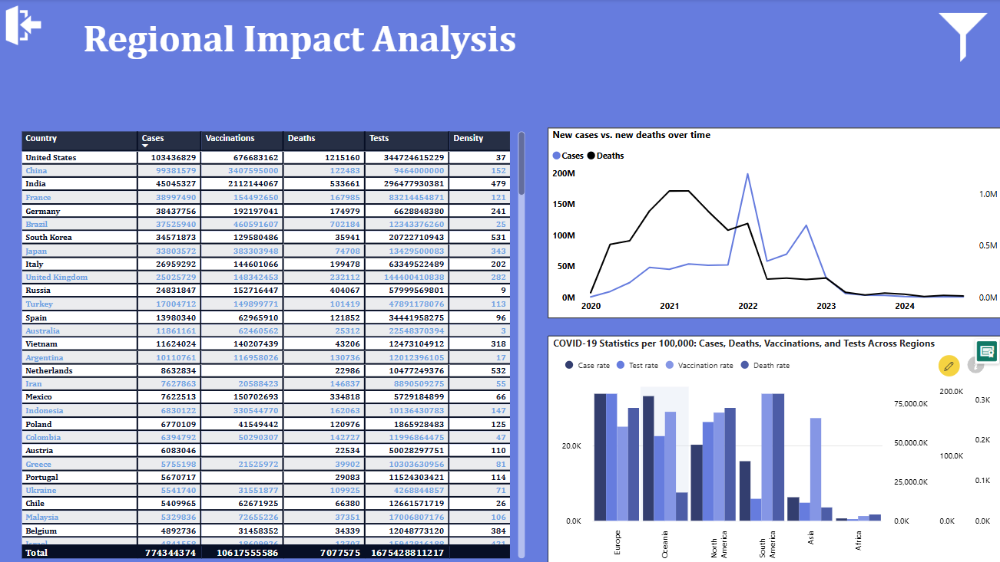 Regional Impact Analysis
Country Cases Vaccinations Deaths Tests Density
United States 103436829 676683162 1215160 344724615229 37
China 99381579 3407595000 122483 9464000000 152
India 45045327 2112144067 533661 296477930381 479
France 38997490 154492650 167985 83214454871 121
Germany 38437756 192197041 174979 6628848380 241
Brazil 37525940 460591607 702184 12343376260 25
South Korea 34571873 129580486 35941 20722710943 531
Japan 33803572 383303948 74708 13429500083 343
Italy 26959292 144601066 199478 63349522489 202
United Kingdom 25025729 148342453 232112 144400410838 282
Russia 24831847 152716447 404067 57999569801 9
Turkey 17004712 149899771 101419 47891178076 113
Spain 13980340 62965910 121852 34441958275 96
Australia 11861161 62460562 25312 22548370394 3
Vietnam 11624024 140207439 43206 12473104912 318
Argentina 10110761 116958026 130736 12012396105 17
Netherlands 8632834 22986 10477249376 532
Iran 7627863 20588423 146837 8890509275 55
Mexico 7622513 150702693 334818 5729184899 66
Indonesia 6830122 330544770 162063 10136430783 147
Poland 6770109 41549442 120976 1865928483 125
Colombia 6394792 50290307 142727 11996864475 47
Austria 6083046 22534 50028297751 110
Greece 5755198 21525972 39902 10303630956 81
Portugal 5670717 29083 11524303421 114
Ukraine 5541740 31551877 109925 4268844857 71
Chile 5409965 62671925 66380 12661571719 26
Malaysia 5329836 72655226 37351 17006807176 106
Belgium 4892736 31458352 34339 12048773120 384
Total 774344374 10617555586 7077575 1675428811217
New cases vs. new deaths over time
Cases Deaths
200M
150M
100M
50M
0M
1.0M
0.5M
0.0M
2020 2021 2022 2023 2024
COVID-19 Statistics per 100,000: Cases, Deaths, Vaccinations, and Tests Across Regions
Case rate Test rate Vaccination rate Death rate
20.0K
0.0K
75,000.0K
50,000.0K
25,000.0K
0.0K
200.0K
100.0K
0.0K
0.3K
0.2K
0.1K
0.0K
Europe
Oceania
North
America
South
America
Asia
Africa